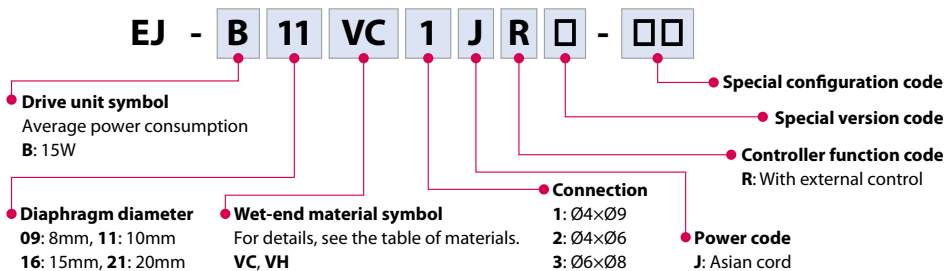 EJ - B 11 VC 1 J R □ - □□
Special configuration code
Drive unit symbol
Average power consumption
B: 15W
Special version code
Controller function code
R: With external control
Diaphragm diameter
09: 8mm, 11: 10mm
16: 15mm, 21: 20mm
Wet-end material symbol
For details, see the table of materials.
VC, VH
Connection
1: Ø4×Ø9
2: Ø4×Ø6
3: Ø6×Ø8
Power code
J: Asian cord